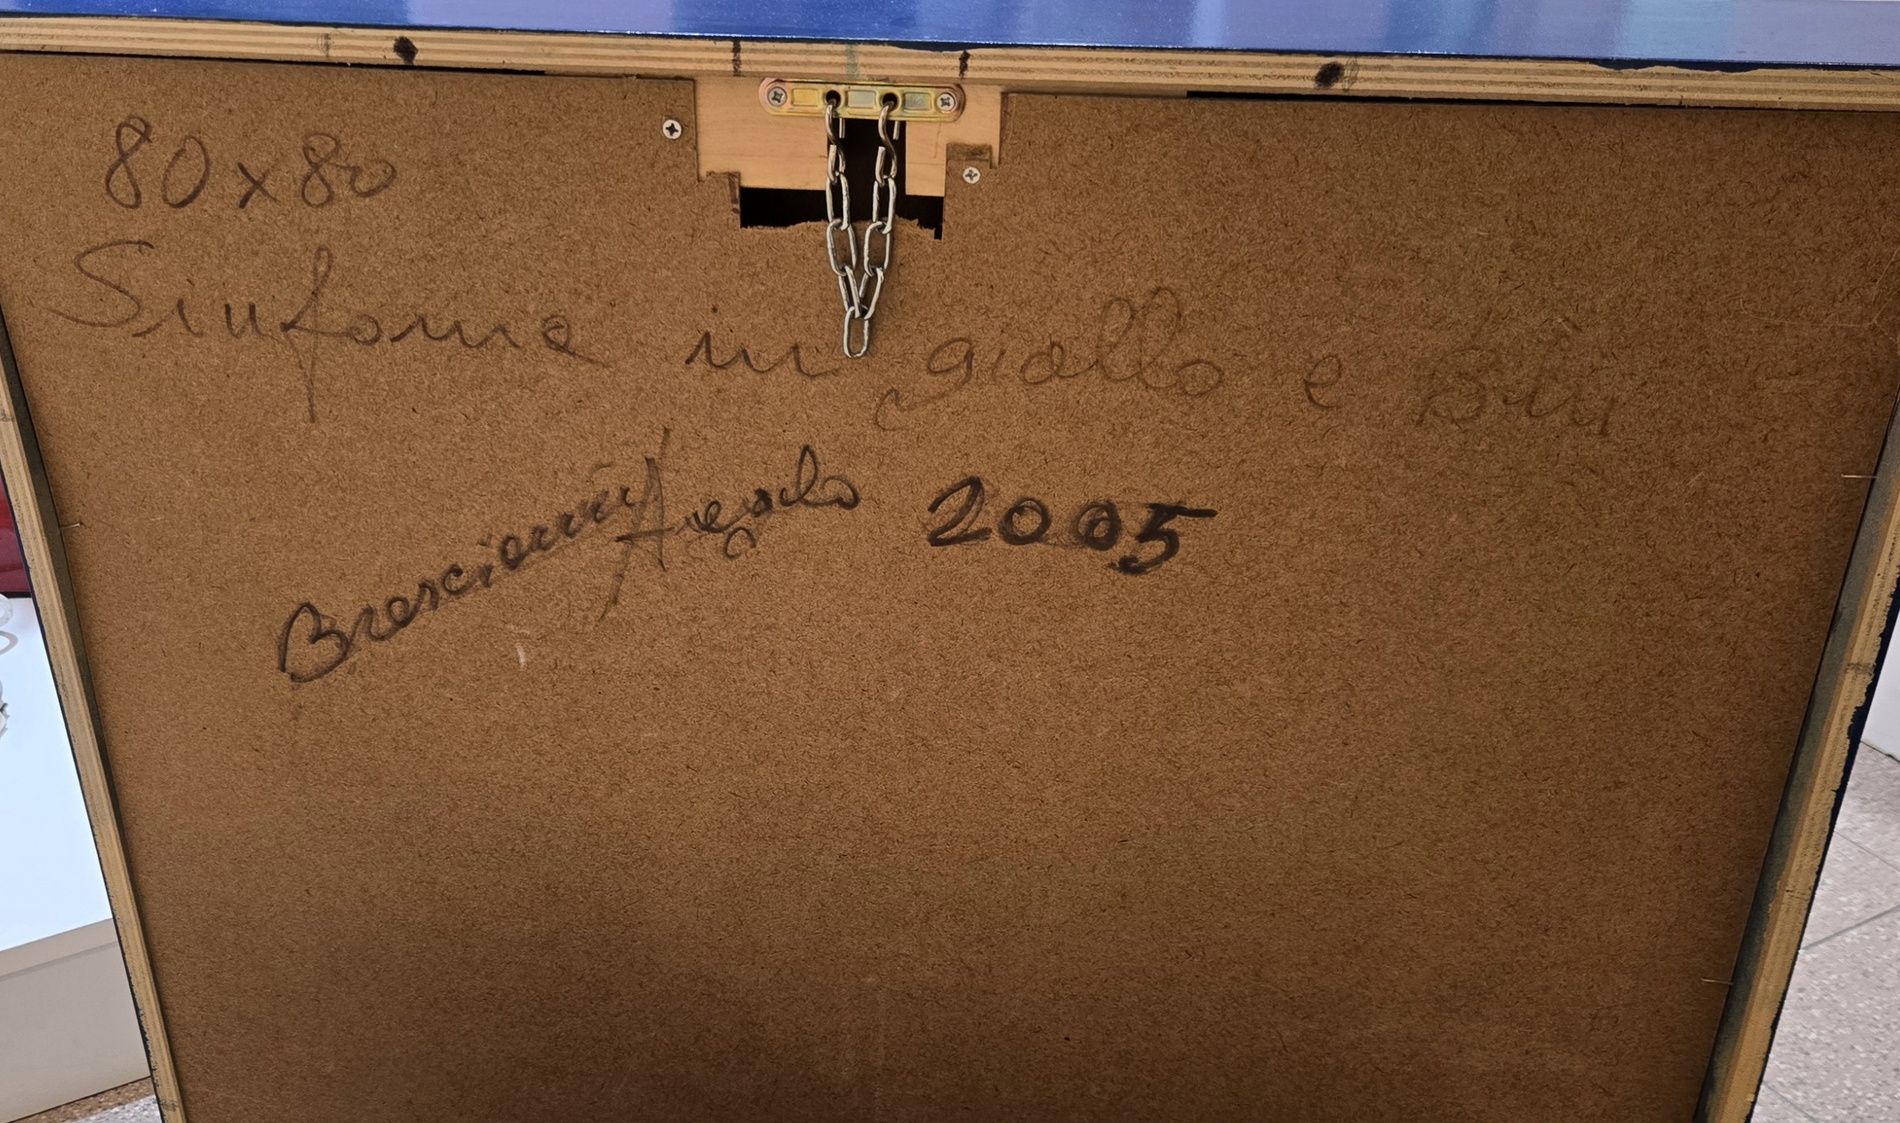 80x80
Sinfonia in giallo e Blu
Bresciani Angelo 2005